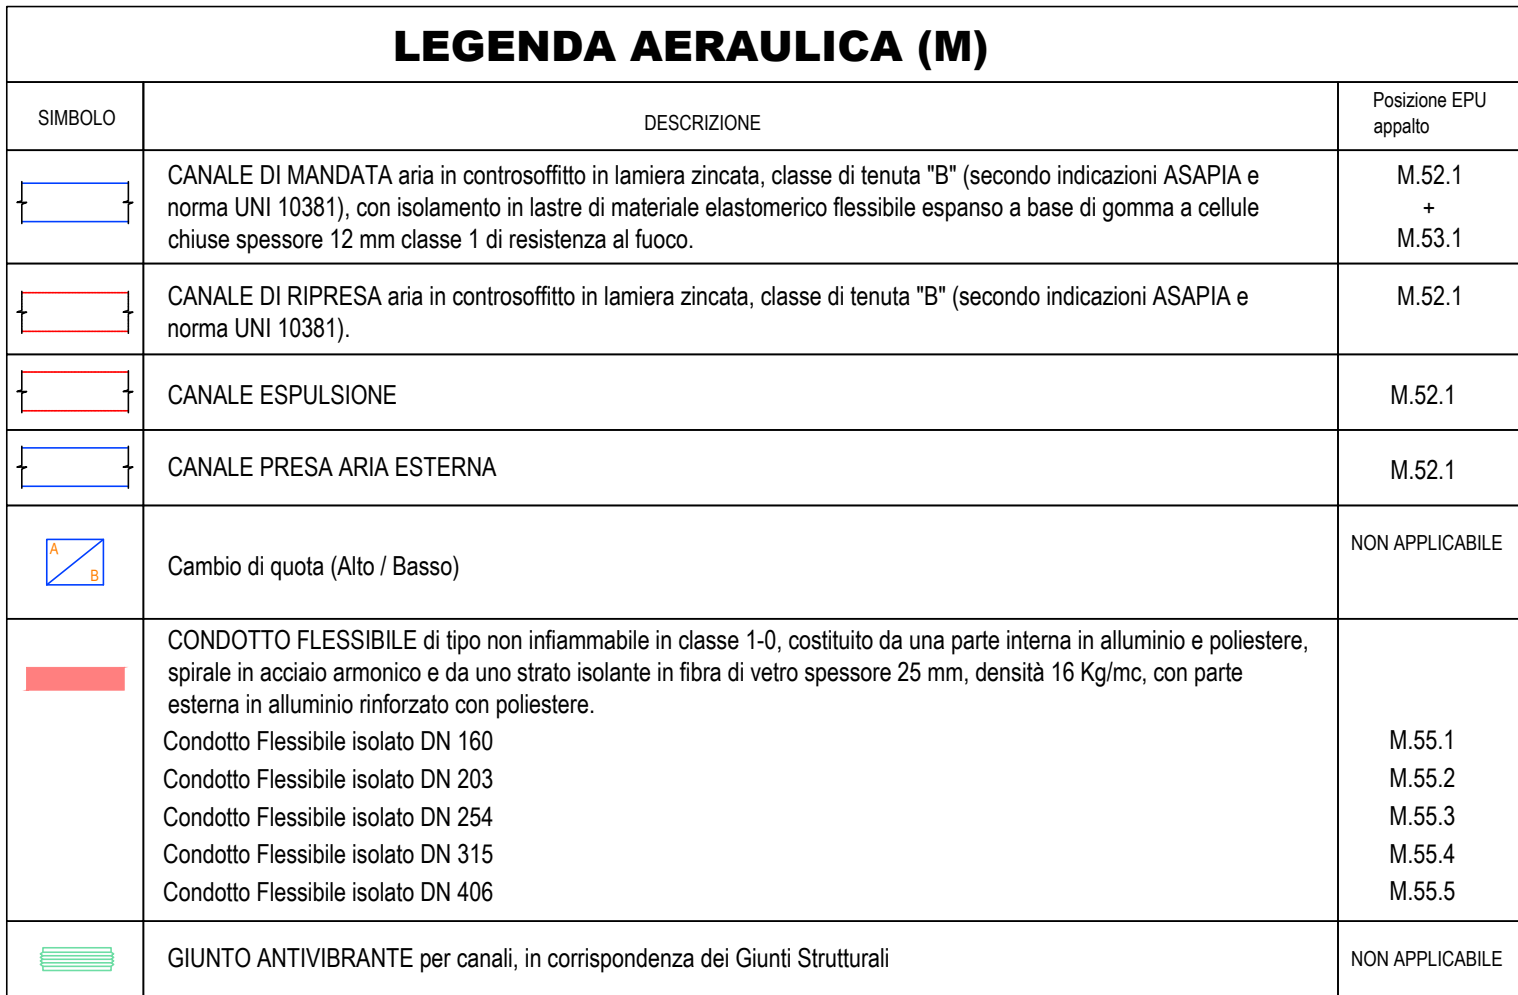 LEGENDA AERAULICA (M)
SIMBOLO
DESCRIZIONE
Posizione EPU
appalto
CANALE DI MANDATA aria in controsoffitto in lamiera zincata, classe di tenuta "B" (secondo indicazioni ASAPIA e
norma UNI 10381), con isolamento in lastre di materiale elastomerico flessibile espanso a base di gomma a cellule
chiuse spessore 12 mm classe 1 di resistenza al fuoco.
M.52.1
+
M.53.1
CANALE DI RIPRESA aria in controsoffitto in lamiera zincata, classe di tenuta "B" (secondo indicazioni ASAPIA e
norma UNI 10381).
M.52.1
CANALE ESPULSIONE
M.52.1
CANALE PRESA ARIA ESTERNA
M.52.1
A
B
Cambio di quota (Alto / Basso)
NON APPLICABILE
CONDOTTO FLESSIBILE di tipo non infiammabile in classe 1-0, costituito da una parte interna in alluminio e poliestere,
spirale in acciaio armonico e da uno strato isolante in fibra di vetro spessore 25 mm, densità 16 Kg/mc, con parte
esterna in alluminio rinforzato con poliestere.
Condotto Flessibile isolato DN 160
M.55.1
Condotto Flessibile isolato DN 203
M.55.2
Condotto Flessibile isolato DN 254
M.55.3
Condotto Flessibile isolato DN 315
M.55.4
Condotto Flessibile isolato DN 406
M.55.5
GIUNTO ANTIVIBRANTE per canali, in corrispondenza dei Giunti Strutturali
NON APPLICABILE